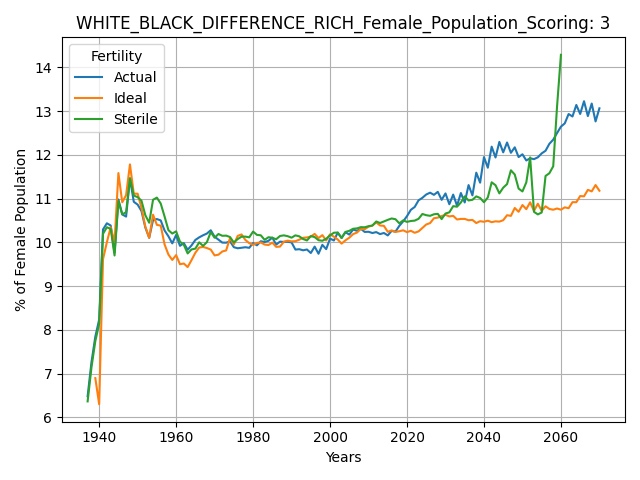 WHITE_BLACK_DIFFERENCE_RICH_Female_Population_Scoring: 3
Fertility
Actual
Ideal
Sterile
% of Female Population
14
13
12
11
10
9
8
7
6
1940 1960 1980 2000 2020 2040 2060
Years